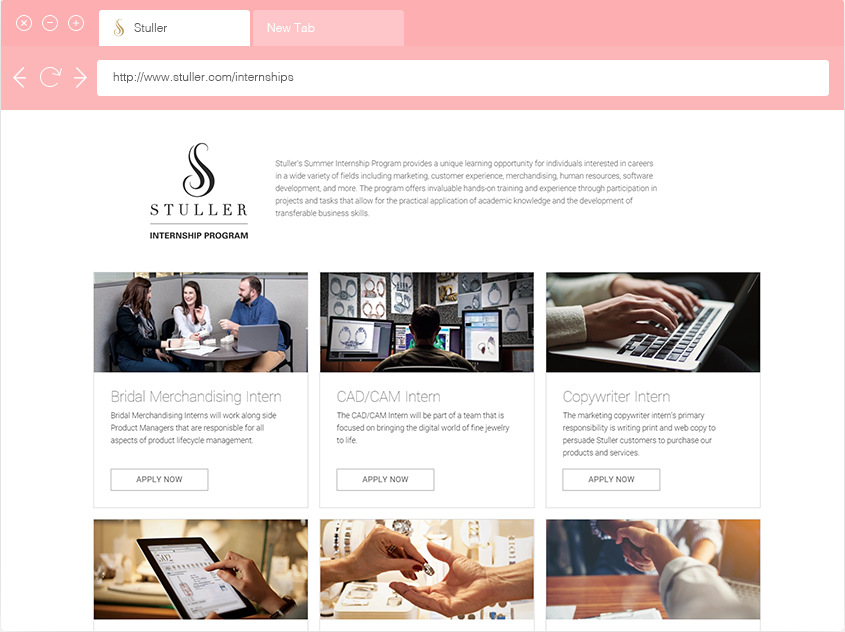 Stuller
New Tab
http://www.stuller.com/internships
STULLER
INTERNSHIP PROGRAM
Stuller's Summer Internship Program provides a unique learning opportunity for individuals interested in careers
in a wide variety of fields including marketing, customer experience, merchandising, human resources, software
development, and more. The program offers invaluable hands-on training and experience through participation in
projects and tasks that allow for the practical application of academic knowledge and the development of
transferable business skills.
Bridal Merchandising Intern
Bridal Merchandising Interns will work along side
Product Managers that are responisble for all
aspects of product lifecycle management.
APPLY NOW
CAD/CAM Intern
The CAD/CAM Intern will be part of a team that is
focused on bringing the digital world of fine jewelry
to life.
APPLY NOW
Copywriter Intern
The marketing copywriter intern's primary
responsibility is writing print and web copy to
persuade Stuller customers to purchase our
products and services.
APPLY NOW